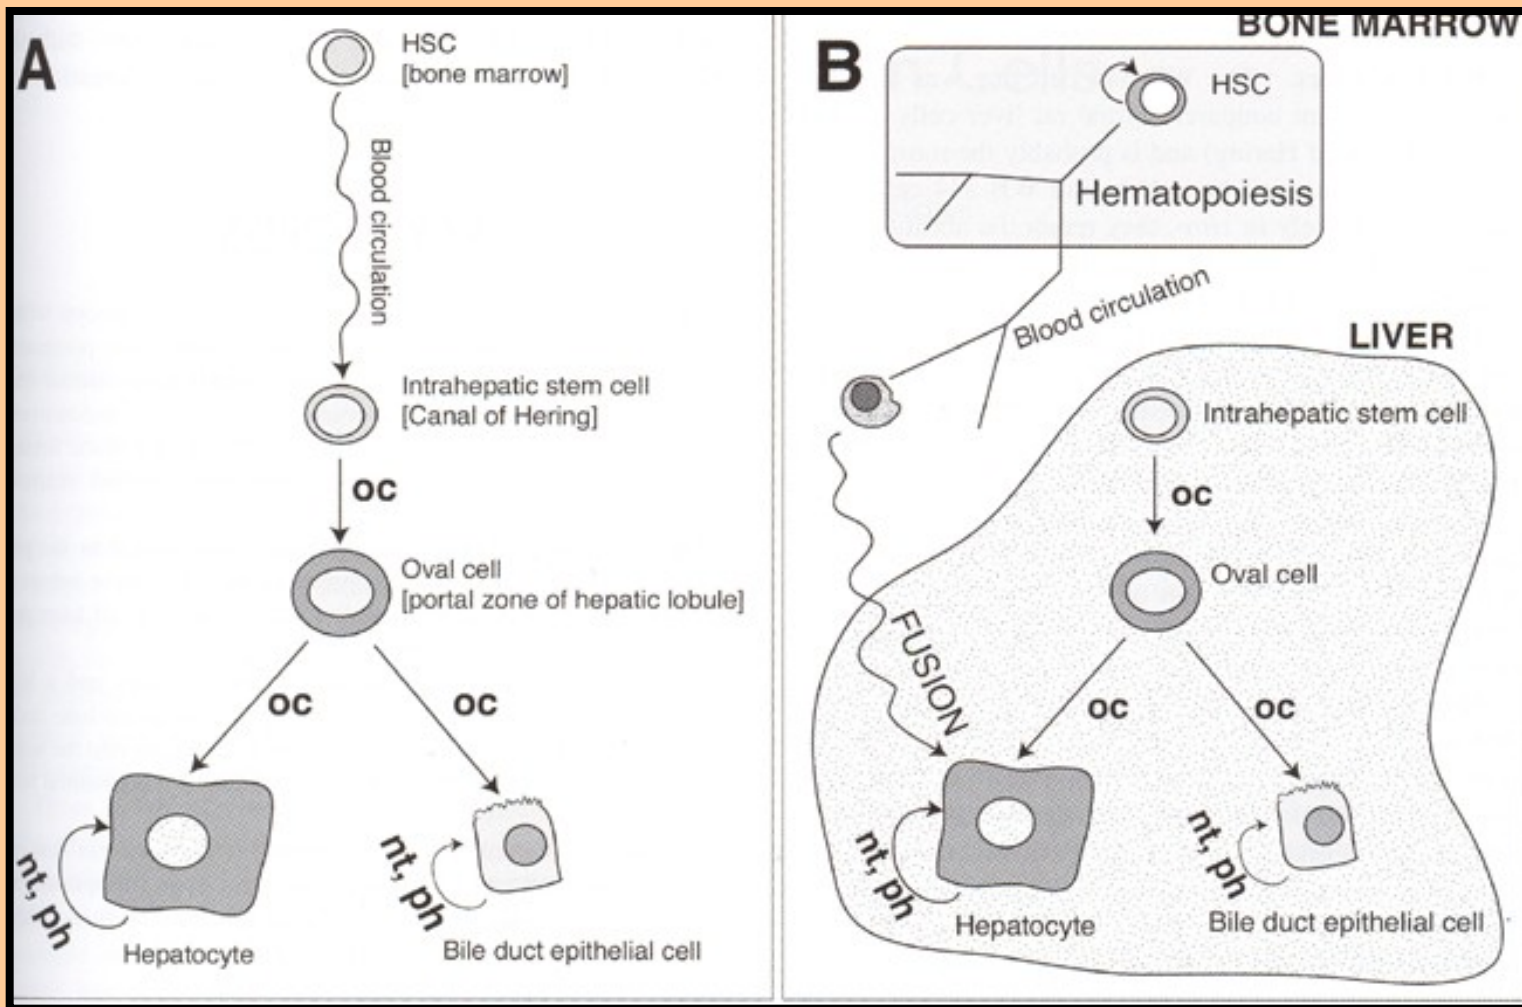 A
HSC
[bone marrow]
Blood circulation
Intrahepatic stem cell
[Canal of Hering]
oc
Oval cell
[portal zone of hepatic lobule]
oc
oc
nt, ph
Hepatocyte
nt, ph
Bile duct epithelial cell
B
BONE MARROW
HSC
Hematopoiesis
Blood circulation
LIVER
Intrahepatic stem cell
oc
Oval cell
FUSION
oc
oc
nt, ph
Hepatocyte
nt, ph
Bile duct epithelial cell